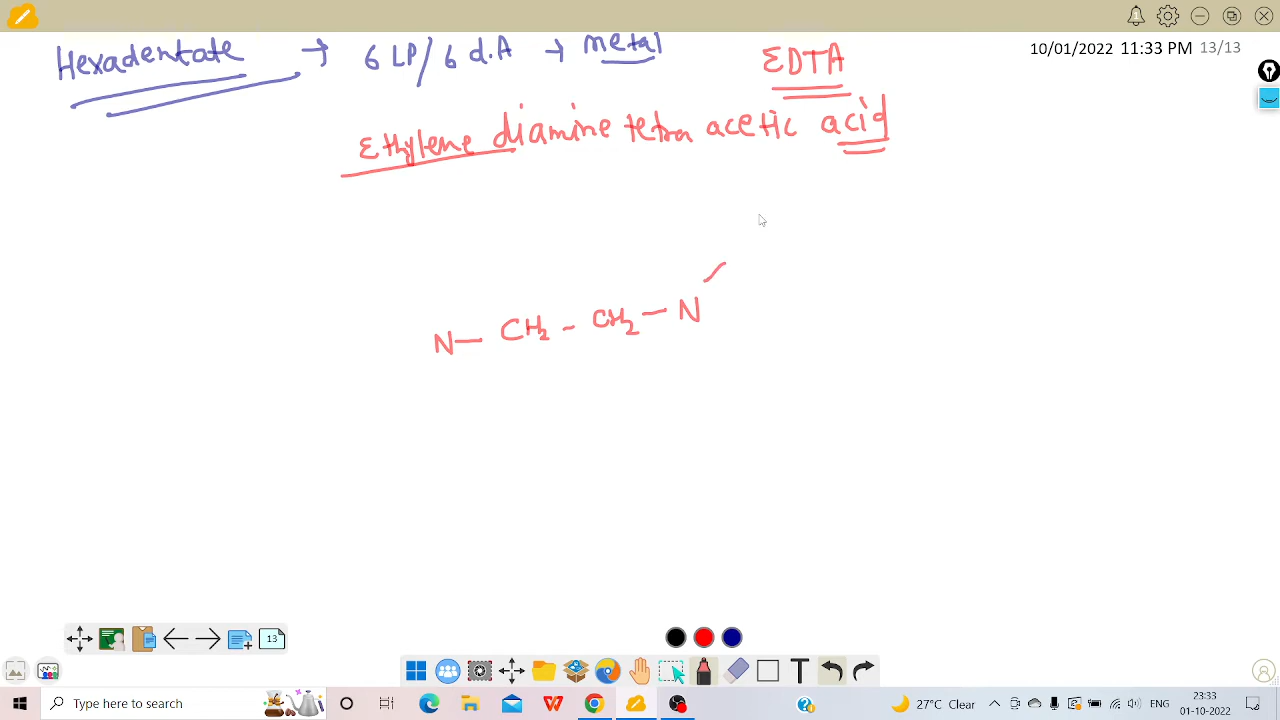 Hexadentate → 6 LP/6 d.A → metal
EDTA
10/01/2022 11:33 PM 13/13
Ethylene diamine tetra acetic acid
N— CH2 - CH2 — N
13
T
Type here to search
W
27°C Clear
ENG
23:33
01-10-2022